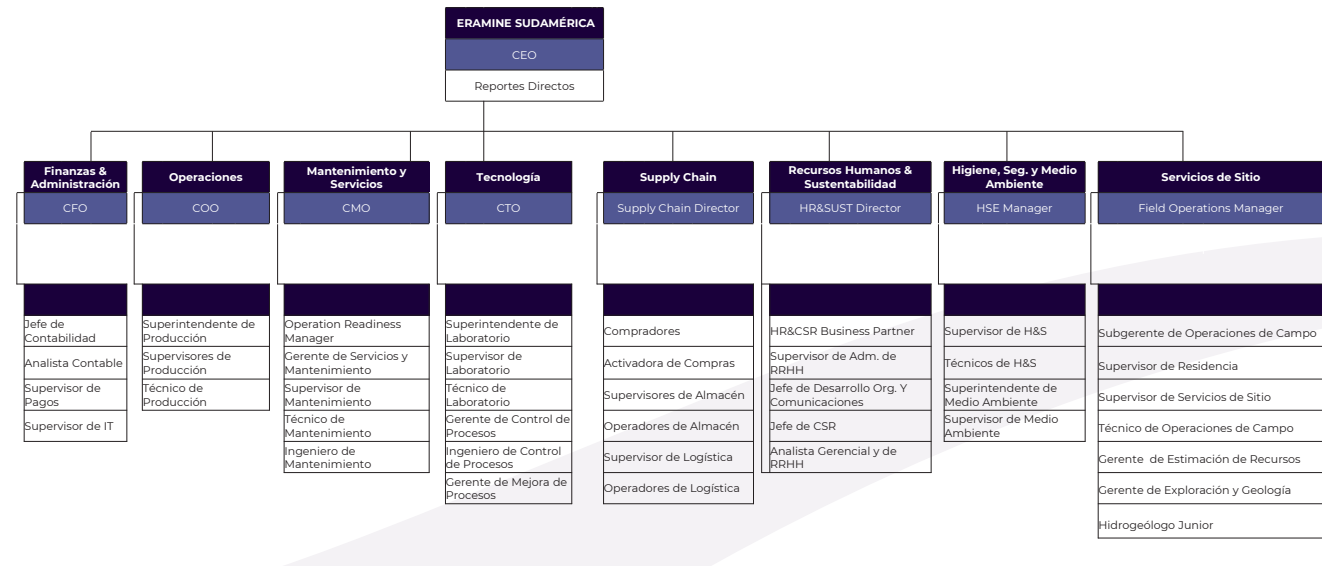 ERAMINE SUDAMÉRICA
CEO
Reportes Directos
Finanzas &
Administración
CFO
Jefe de
Contabilidad
Analista Contable
Supervisor de
Pagos
Supervisor de IT
Operaciones
COO
Superintendente de
Producción
Supervisores de
Producción
Técnico de
Producción
Mantenimiento y
Servicios
CMO
Operation Readiness
Manager
Gerente de Servicios y
Mantenimiento
Supervisor de
Mantenimiento
Técnico de
Mantenimiento
Ingeniero de
Mantenimiento
Tecnología
CTO
Superintendente de
Laboratorio
Supervisor de
Laboratorio
Técnico de
Laboratorio
Gerente de Control de
Procesos
Ingeniero de Control
de Procesos
Gerente de Mejora de
Procesos
Supply Chain
Supply Chain Director
Compradores
Activadora de Compras
Supervisores de Almacén
Operadores de Almacén
Supervisor de Logística
Operadores de Logística
Recursos Humanos &
Sustentabilidad
HR&SUST Director
HR&CSR Business Partner
Supervisor de Adm. de
RRHH
Jefe de Desarrollo Org. Y
Comunicaciones
Jefe de CSR
Analista Gerencial y de
RRHH
Higiene, Seg. y Medio
Ambiente
HSE Manager
Supervisor de H&S
Técnicos de H&S
Superintendente de
Medio Ambiente
Supervisor de Medio
Ambiente
Servicios de Sitio
Field Operations Manager
Subgerente de Operaciones de Campo
Supervisor de Residencia
Supervisor de Servicios de Sitio
Técnico de Operaciones de Campo
Gerente de Estimación de Recursos
Gerente de Exploración y Geología
Hidrogeólogo Junior